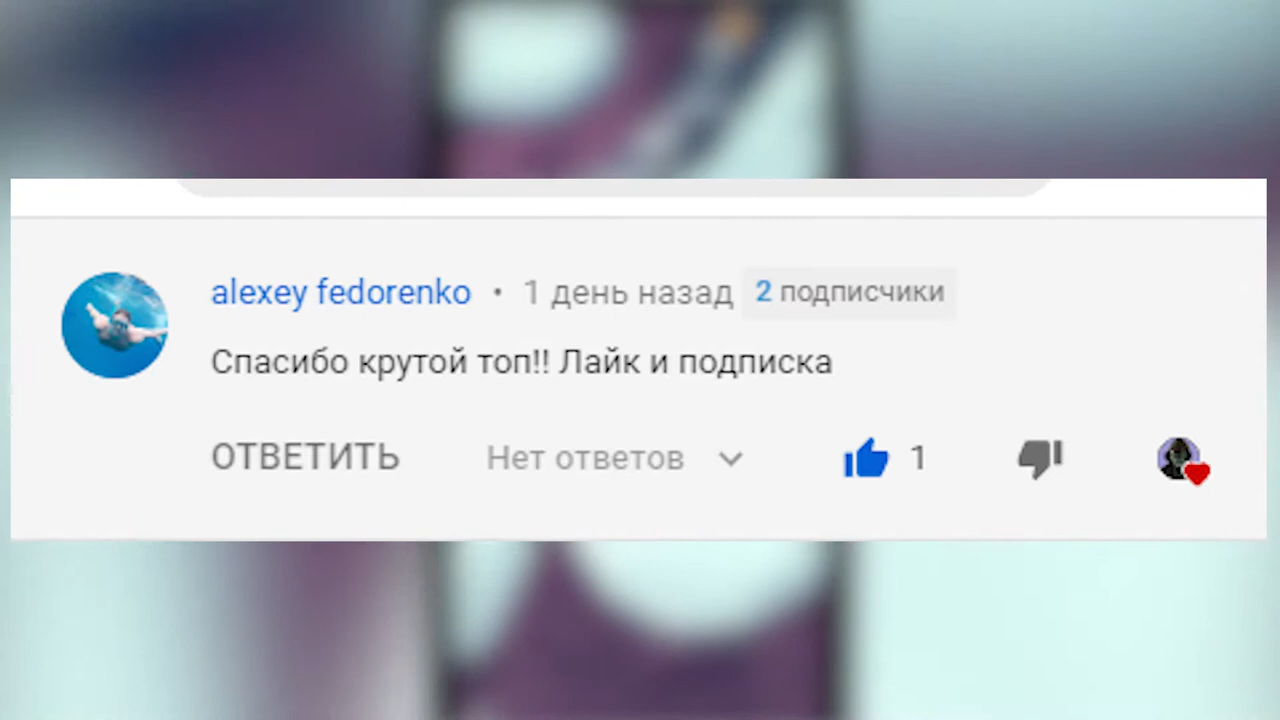 alexey fedorenko • 1 день назад 2 подписчики
Спасибо крутой топ!! Лайк и подписка
ОТВЕТИТЬ Нет ответов 1